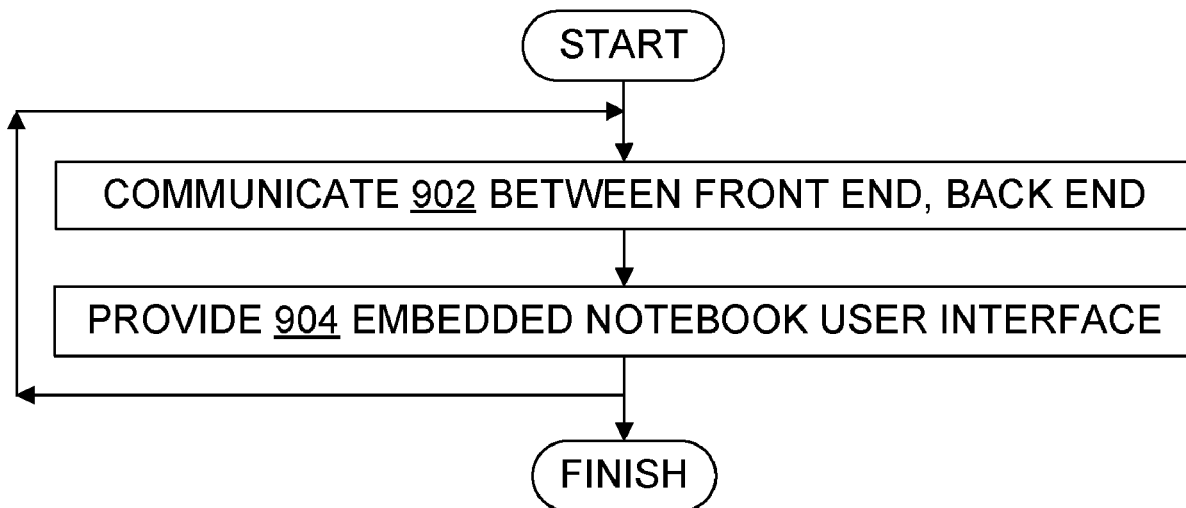 START
COMMUNICATE 902 BETWEEN FRONT END, BACK END
PROVIDE 904 EMBEDDED NOTEBOOK USER INTERFACE
FINISH